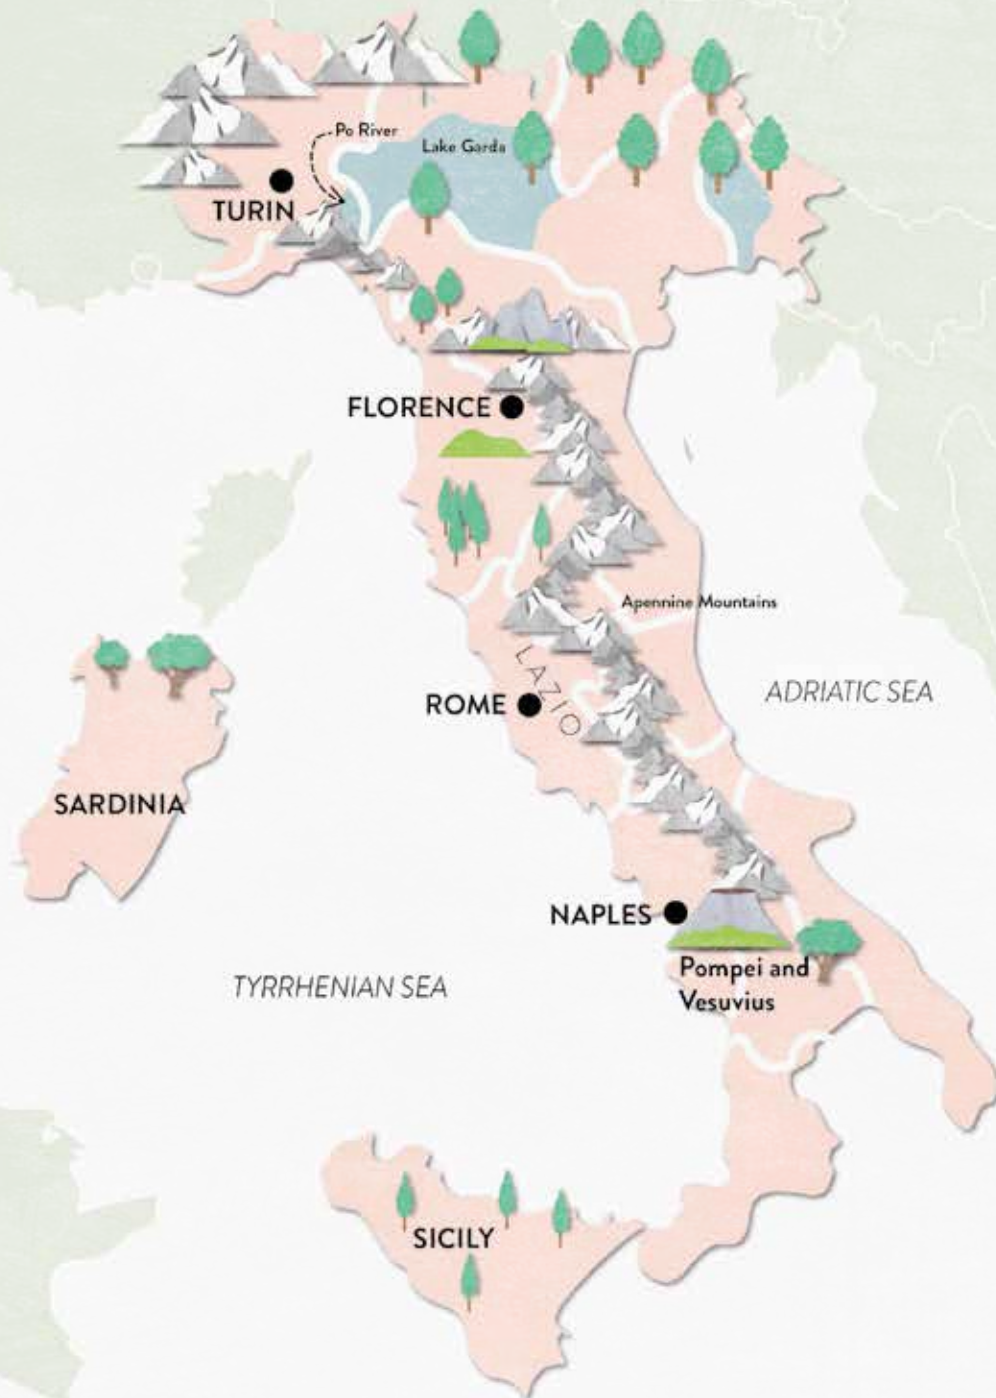 Po River
Lake Garda
TURIN
FLORENCE
Apennine Mountains
LAZIO
ADRIATIC SEA
ROME
SARDINIA
NAPLES
Pompei and
Vesuvius
TYRRHENIAN SEA
SICILY